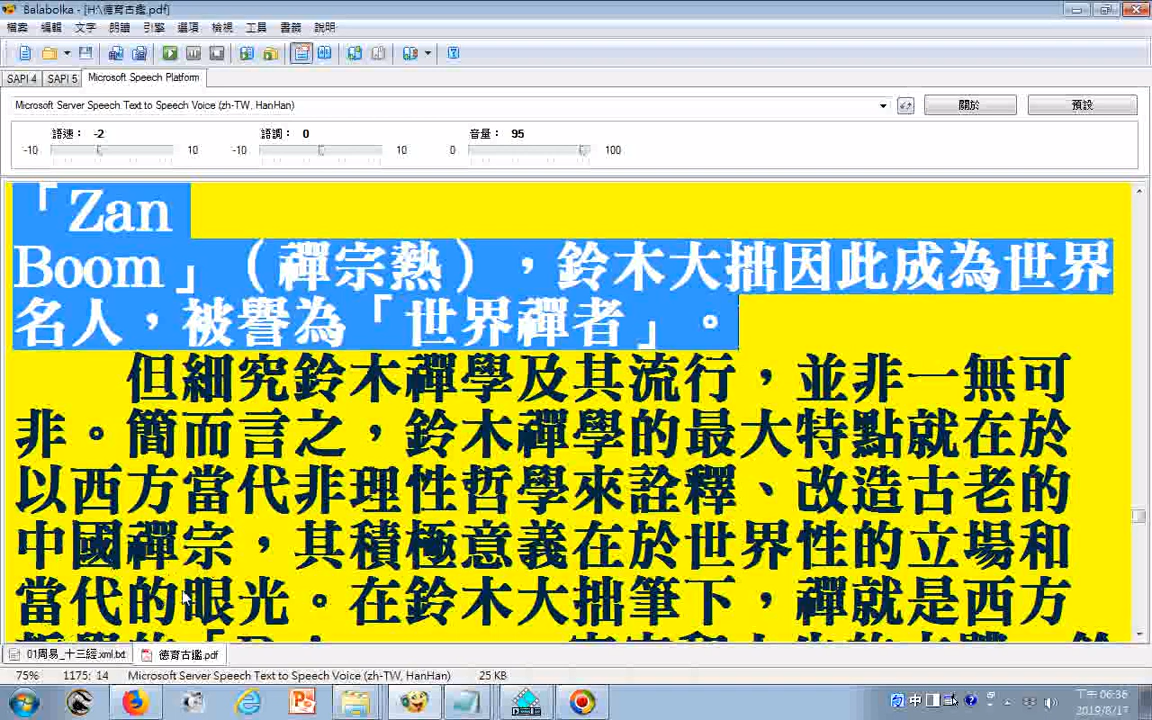 Balabolka - [H:\德育古鑑.pdf]
檔案 編輯 文字 朗讀 引擎 選項 檢視 工具 書籤 說明
SAPI 4 SAPI 5 Microsoft Speech Platform
Microsoft Server Speech Text to Speech Voice (zh-TW, HanHan) 關於 預設
語速： -2 語調： 0 音量： 95
-10 10 -10 10 0 100
「Zan
Boom」（禪宗熱），鈴木大拙因此成為世界
名人，被譽為「世界禪者」。
但細究鈴木禪學及其流行，並非一無可
非。簡而言之，鈴木禪學的最大特點就在於
以西方當代非理性哲學來詮釋、改造古老的
中國禪宗，其積極意義在於世界性的立場和
當代的眼光。在鈴木大拙筆下，禪就是西方
01周易_十三經.xml.txt 德育古鑑.pdf
75% 1175: 14 Microsoft Server Speech Text to Speech Voice (zh-TW, HanHan) 25 KB
中 下午 06:36
2019/8/17